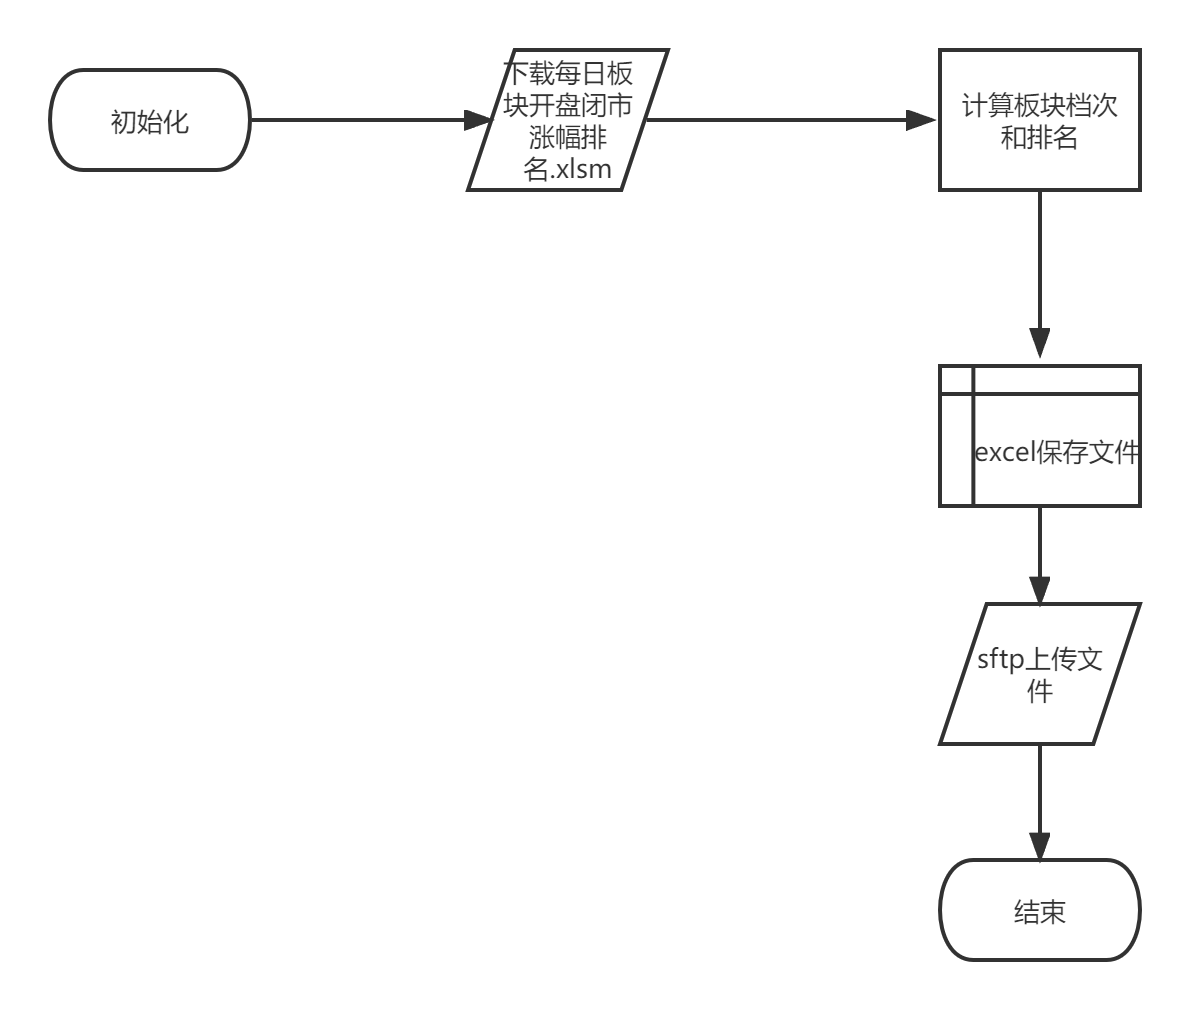 初始化
下载每日板
块开盘闭市
涨幅排
名.xlsm
计算板块档次
和排名
excel保存文件
sftp上传文
件
结束